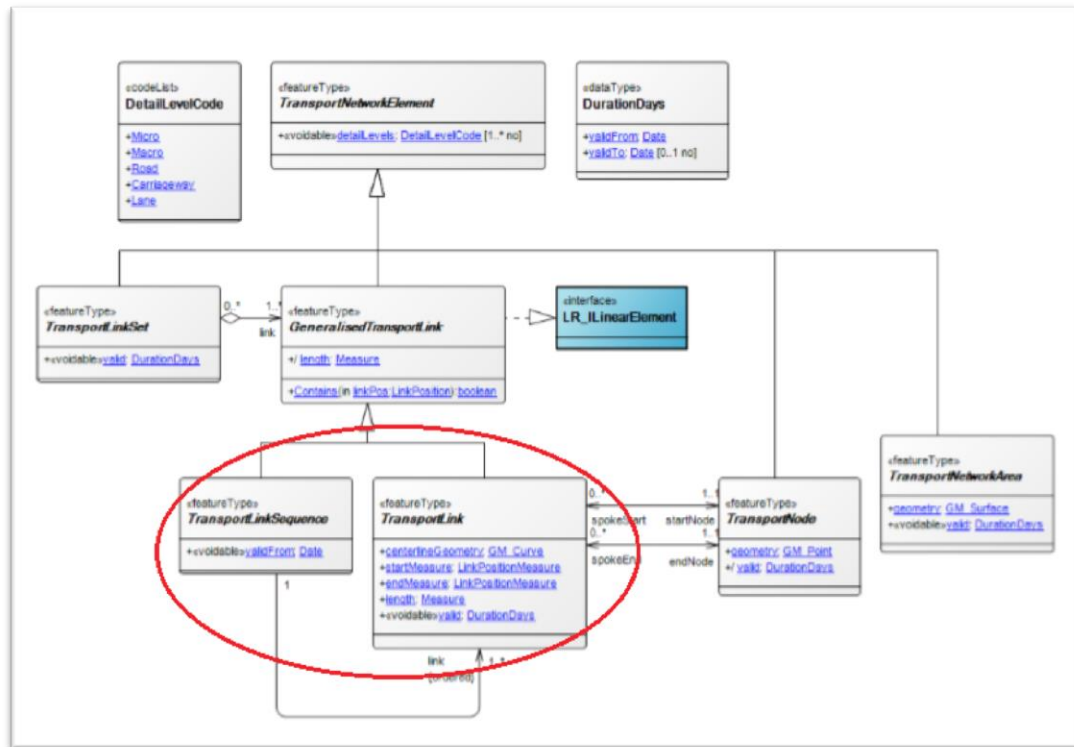 «codeList»
DetailLevelCode
+Micro
+Macro
+Road
+Carriageway
+Lane
«featureType»
TransportNetworkElement
+«voidable»detailLevels: DetailLevelCode [1..* no]
«dataType»
DurationDays
+validFrom: Date
+validTo: Date [0..1 no]
«featureType»
TransportLinkSet
+«voidable»valid: DurationDays
0..*
1..*
link
«featureType»
GeneralisedTransportLink
+/ length: Measure
+Contains(in linkPos:LinkPosition):boolean
«interface»
LR_ILinearElement
«featureType»
TransportLinkSequence
+«voidable»validFrom: Date
1
«featureType»
TransportLink
+centerlineGeometry: GM_Curve
+startMeasure: LinkPositionMeasure
+endMeasure: LinkPositionMeasure
+length: Measure
+«voidable»valid: DurationDays
link
{ordered}
1..*
0..*
1..1
spokeStart
startNode
0..*
1..1
spokeEnd
endNode
«featureType»
TransportNode
+geometry: GM_Point
+/ valid: DurationDays
«featureType»
TransportNetworkArea
+geometry: GM_Surface
+«voidable»valid: DurationDays